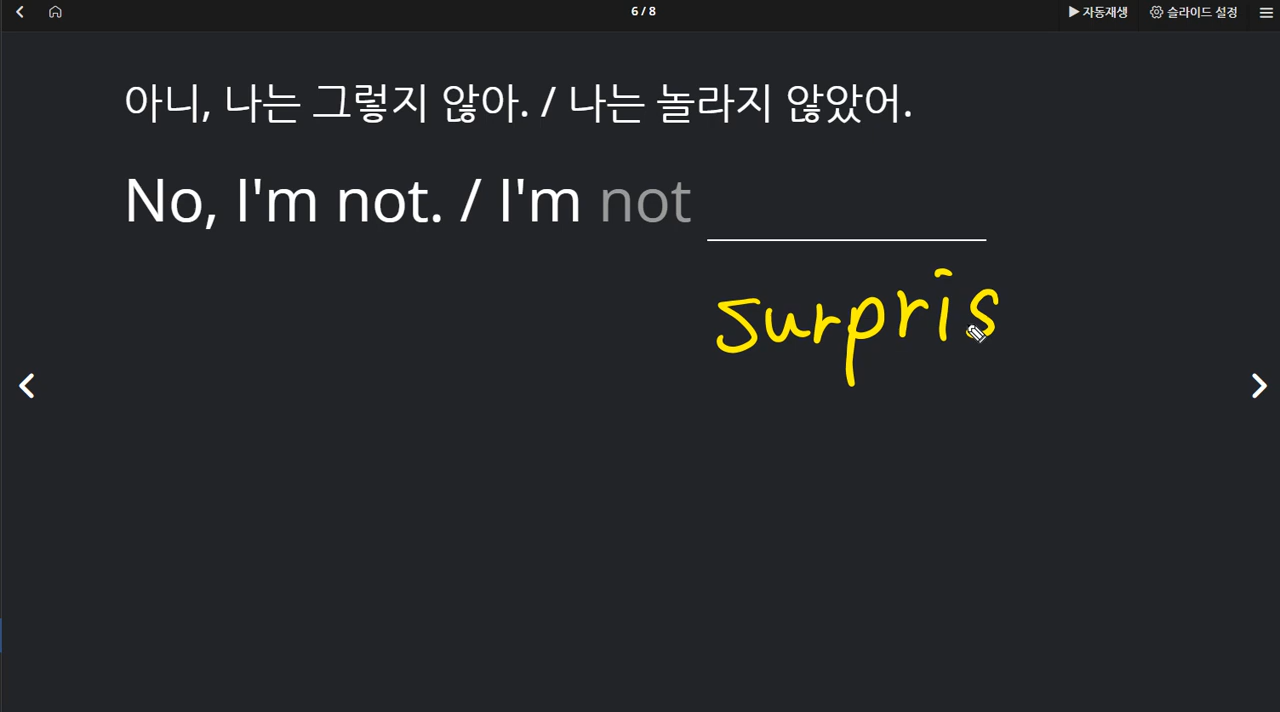 6 / 8
▶ 자동재생
슬라이드 설정
아니, 나는 그렇지 않아. / 나는 놀라지 않았어.
No, I'm not. / I'm not
surpris